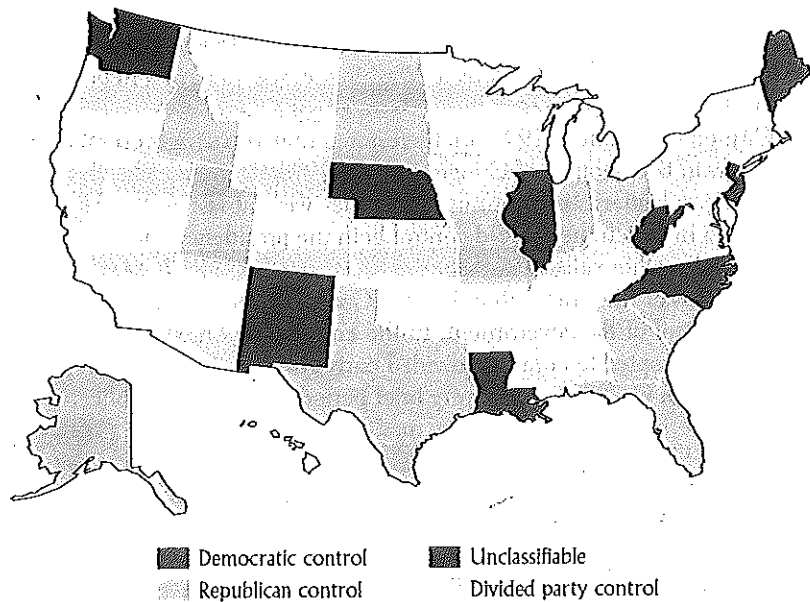 Democratic control
Unclassifiable
Republican control
Divided party control